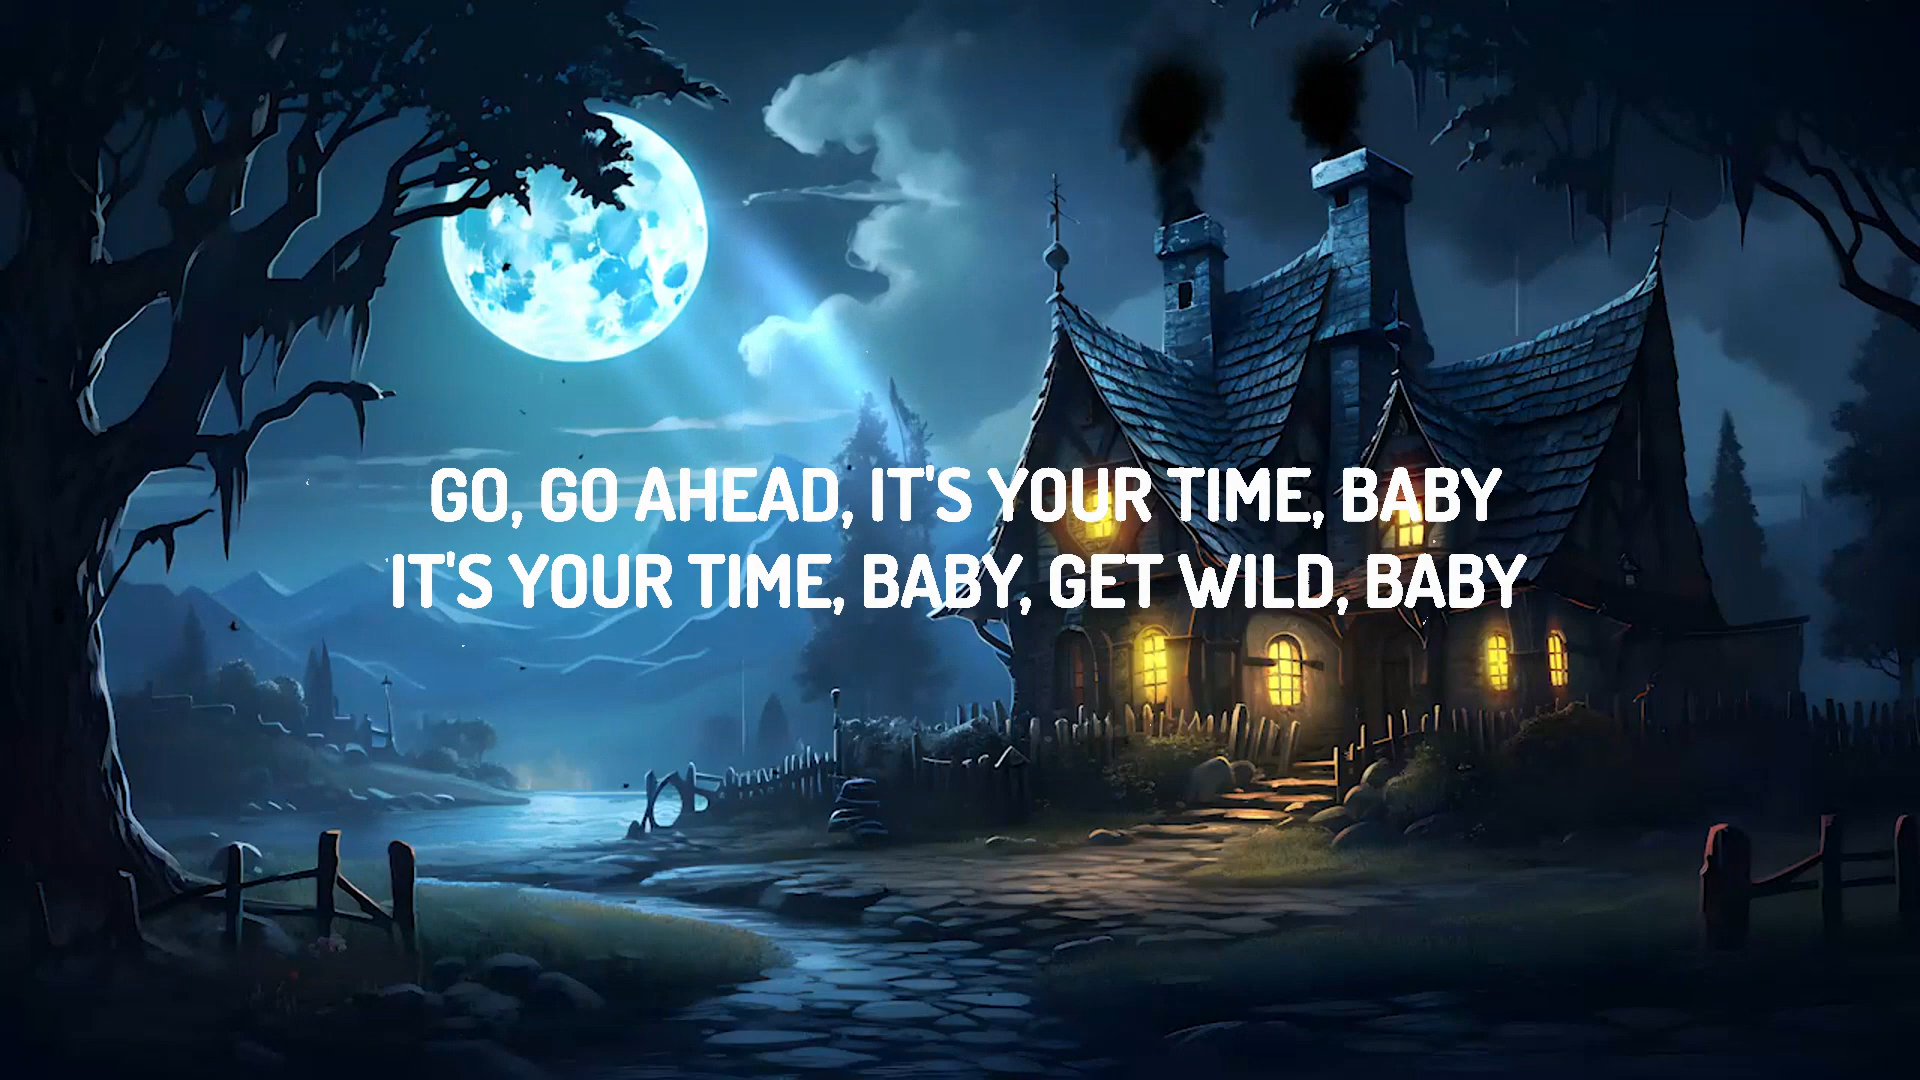 GO, GO AHEAD, IT'S YOUR TIME, BABY
IT'S YOUR TIME, BABY, GET WILD, BABY